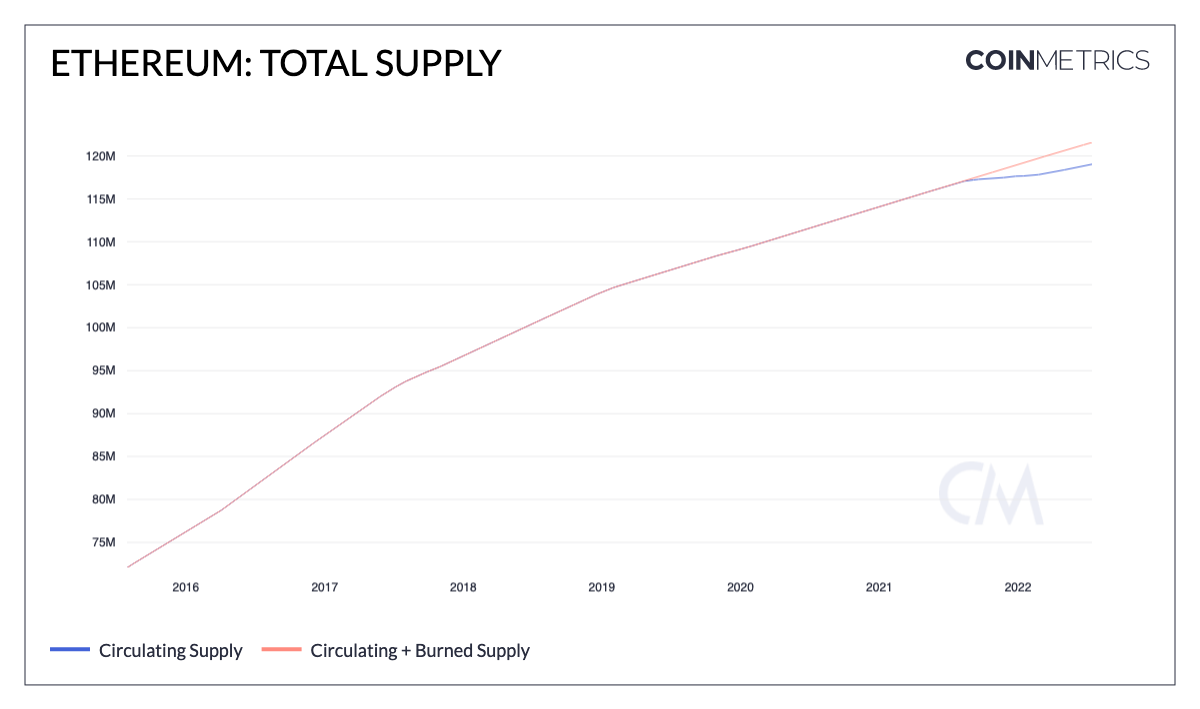 ETHEREUM: TOTAL SUPPLY
COINMETRICS
120M
115M
110M
105M
100M
95M
90M
85M
80M
75M
CM
2016 2017 2018 2019 2020 2021 2022
Circulating Supply Circulating + Burned Supply